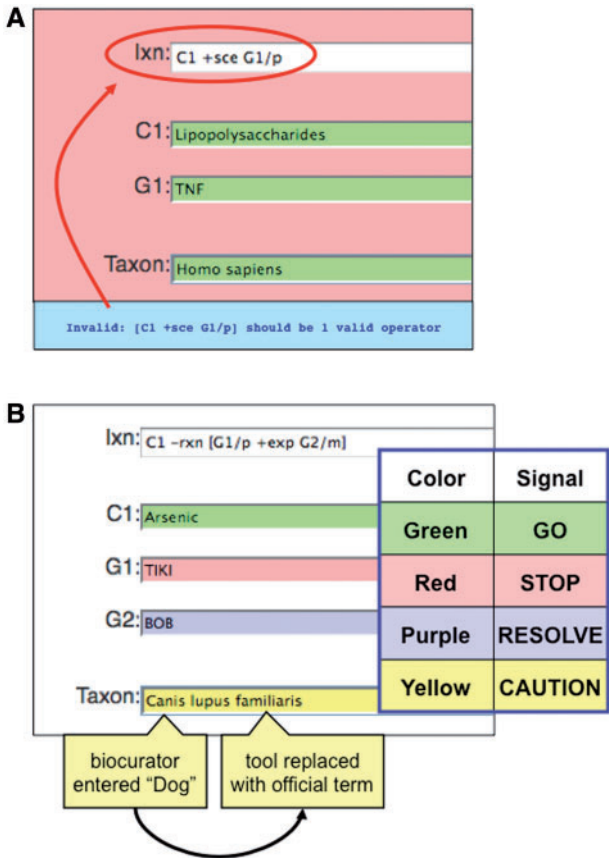 A
Ixn: C1 +sce G1/p
C1: Lipopolysaccharides
G1: TNF
Taxon: Homo sapiens
Invalid: [C1 +sce G1/p] should be 1 valid operator
B
Ixn: C1 –rxn [G1/p +exp G2/m]
C1: Arsenic
G1: TIKI
G2: BOB
Taxon: Canis lupus familiaris
Color Signal
Green GO
Red STOP
Purple RESOLVE
Yellow CAUTION
biocurator
entered “Dog”
tool replaced
with official term